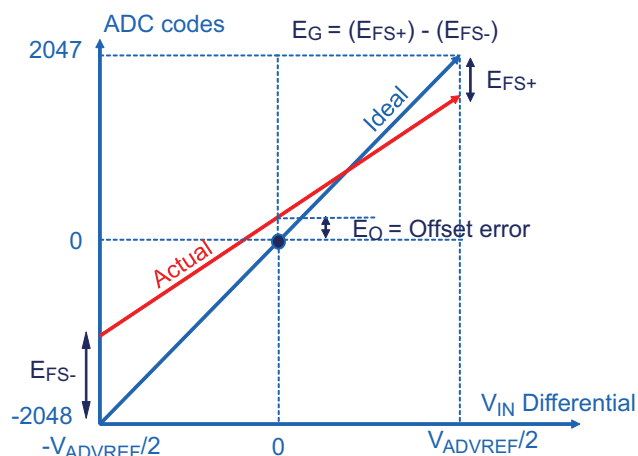 ADC codes
2047
EG = (EFS+) - (EFS-)
EFS+
Ideal
EO = Offset error
0
Actual
EFS-
-2048
VIN Differential
-VADVREF/2
0
VADVREF/2